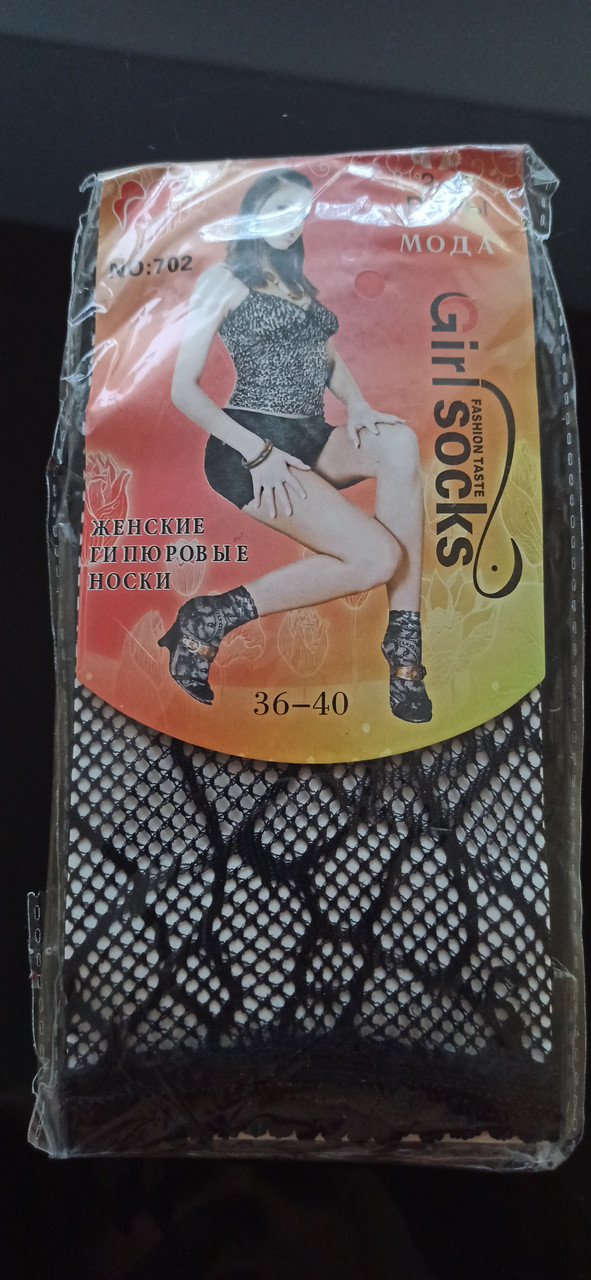 NO:702
МОДА
Girl socks
FASHION TASTE
ЖЕНСКИЕ
ГИПЮРОВЫЕ
НОСКИ
36-40